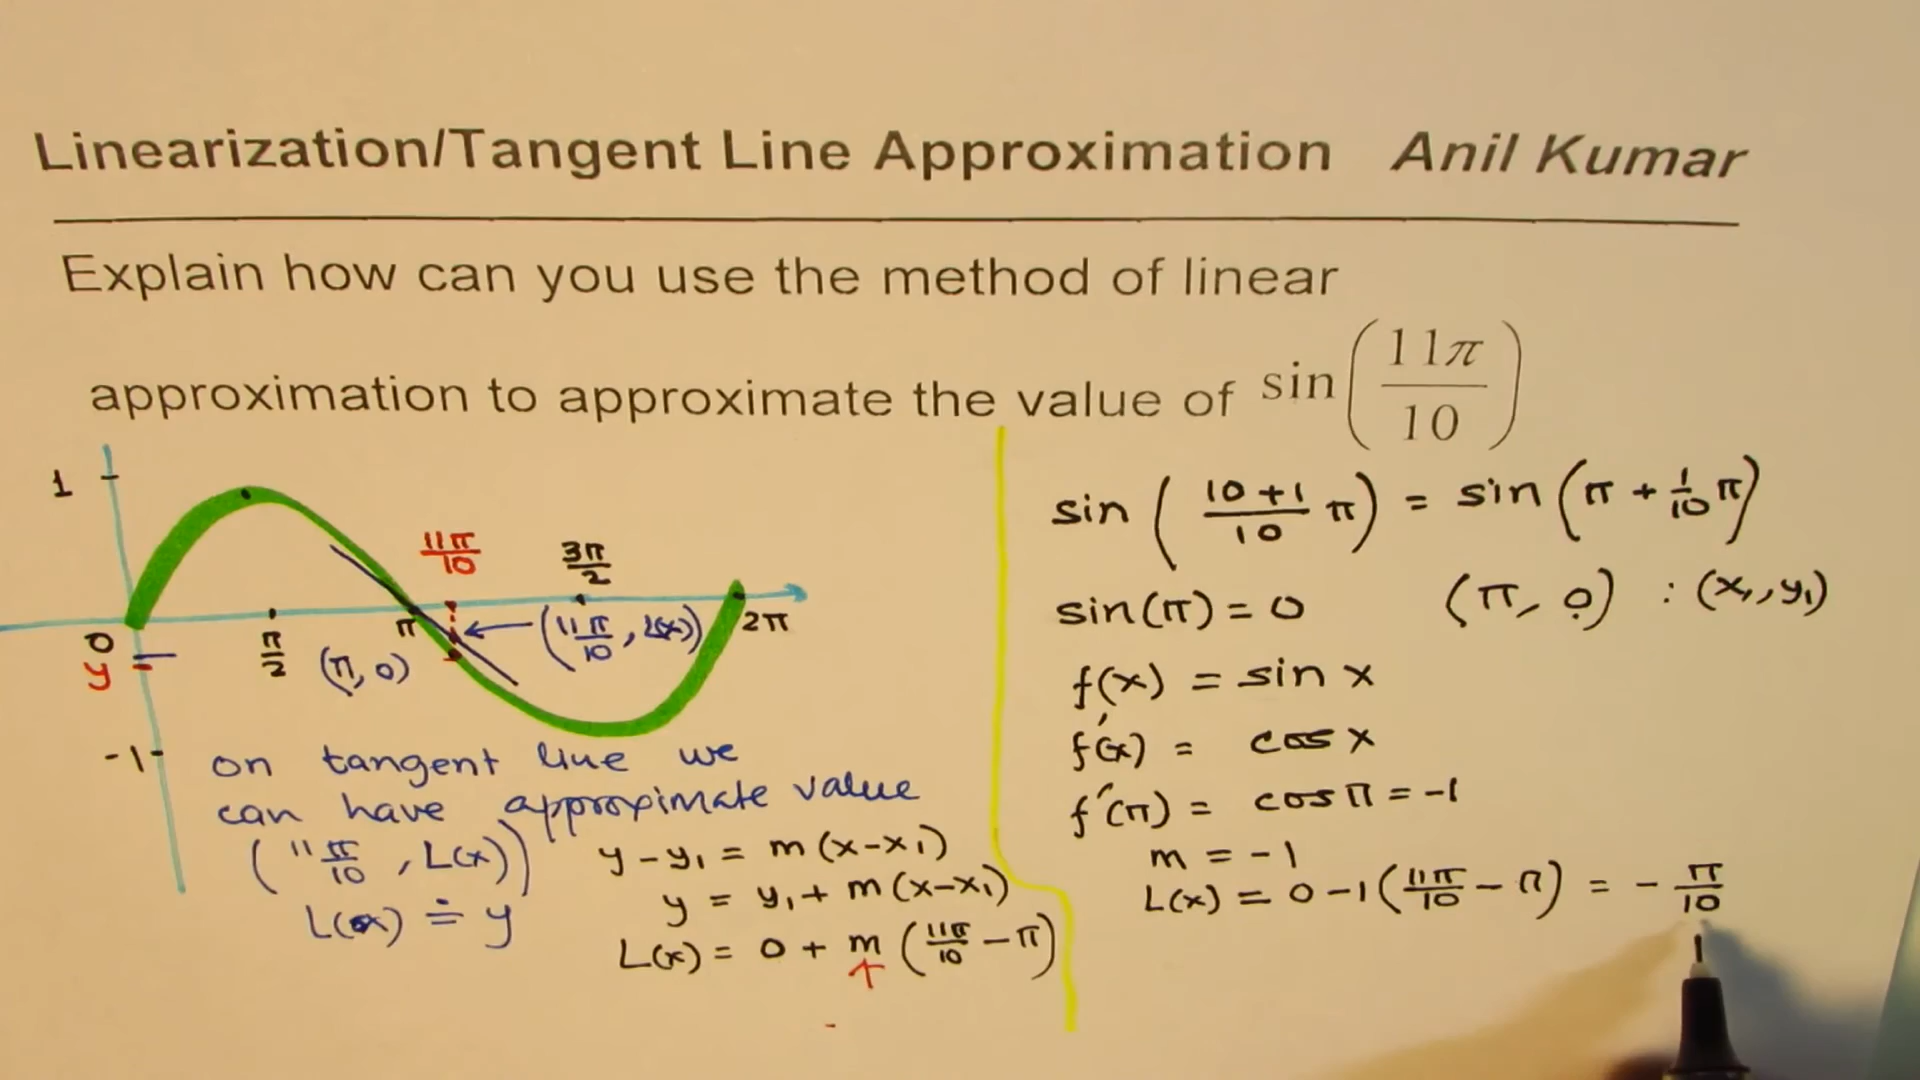 Linearization/Tangent Line Approximation Anil Kumar
Explain how can you use the method of linear
approximation to approximate the value of sin(11π/10)
1
11π/10
3π/2
0
π/2
π
(π, 0)
(11π/10, L(x))
2π
y
-1
on tangent line we
can have approximate value
(11π/10, L(x))
L(x) ≐ y
y - y₁ = m(x-x₁)
y = y₁ + m(x-x₁)
L(x) = 0 + m(11π/10 - π)
sin(10+1/10 π) = sin(π + 1/10 π)
sin(π) = 0 (π, 0) : (x₁, y₁)
f(x) = sin x
f'(x) = cos x
f'(π) = cos π = -1
m = -1
L(x) = 0 - 1(11π/10 - π) = - π/10